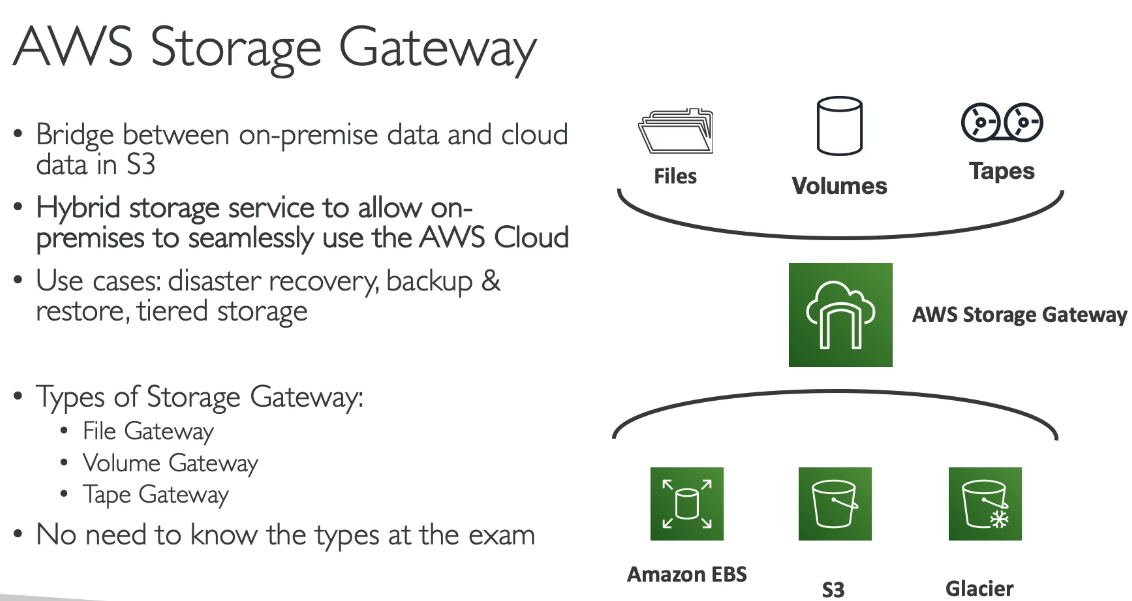 AWS Storage Gateway
• Bridge between on-premise data and cloud
data in S3
• Hybrid storage service to allow on-
premises to seamlessly use the AWS Cloud
• Use cases: disaster recovery, backup &
restore, tiered storage
• Types of Storage Gateway:
• File Gateway
• Volume Gateway
• Tape Gateway
• No need to know the types at the exam
Files
Volumes
Tapes
AWS Storage Gateway
Amazon EBS
S3
Glacier